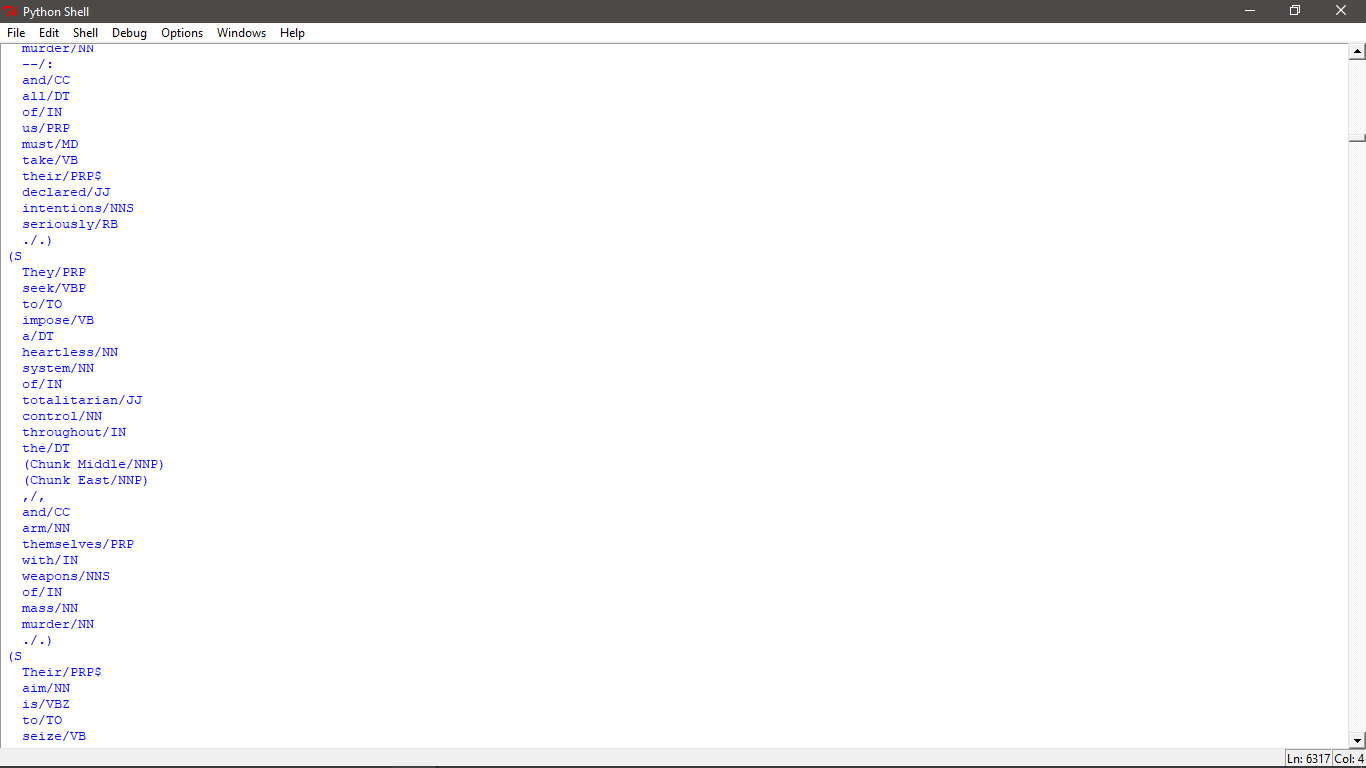 Python Shell
File Edit Shell Debug Options Windows Help
murder/NN
--/:
and/CC
all/DT
of/IN
us/PRP
must/MD
take/VB
their/PRP$
declared/JJ
intentions/NNS
seriously/RB
./.)
(S
They/PRP
seek/VBP
to/TO
impose/VB
a/DT
heartless/NN
system/NN
of/IN
totalitarian/JJ
control/NN
throughout/IN
the/DT
(Chunk Middle/NNP)
(Chunk East/NNP)
,/,
and/CC
arm/NN
themselves/PRP
with/IN
weapons/NNS
of/IN
mass/NN
murder/NN
./.)
(S
Their/PRP$
aim/NN
is/VBZ
to/TO
seize/VB
Ln: 6317 Col: 4